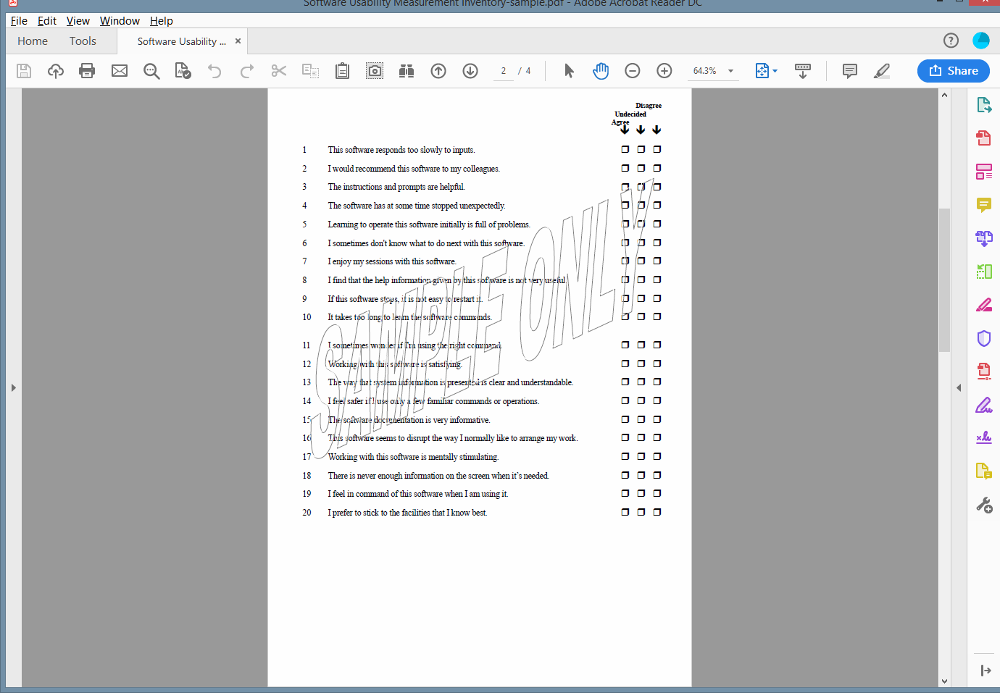 Software Usability Measurement Inventory-sample.pdf - Adobe Acrobat Reader DC
File Edit View Window Help
Home Tools Software Usability ... ×
2 / 4 64.3% Share
Disagree
Undecided
Agree
1 This software responds too slowly to inputs.
2 I would recommend this software to my colleagues.
3 The instructions and prompts are helpful.
4 The software has at some time stopped unexpectedly.
5 Learning to operate this software initially is full of problems.
6 I sometimes don't know what to do next with this software.
7 I enjoy my sessions with this software.
8 I find that the help information given by this software is not very useful.
9 If this software stops, it is not easy to restart it.
10 It takes too long to learn the software commands.
11 I sometimes wonder if I'm using the right command.
12 Working with this software is satisfying.
13 The way that system information is presented is clear and understandable.
14 I feel safer if I use only a few familiar commands or operations.
15 The software documentation is very informative.
16 This software seems to disrupt the way I normally like to arrange my work.
17 Working with this software is mentally stimulating.
18 There is never enough information on the screen when it’s needed.
19 I feel in command of this software when I am using it.
20 I prefer to stick to the facilities that I know best.
SAMPLE ONLY